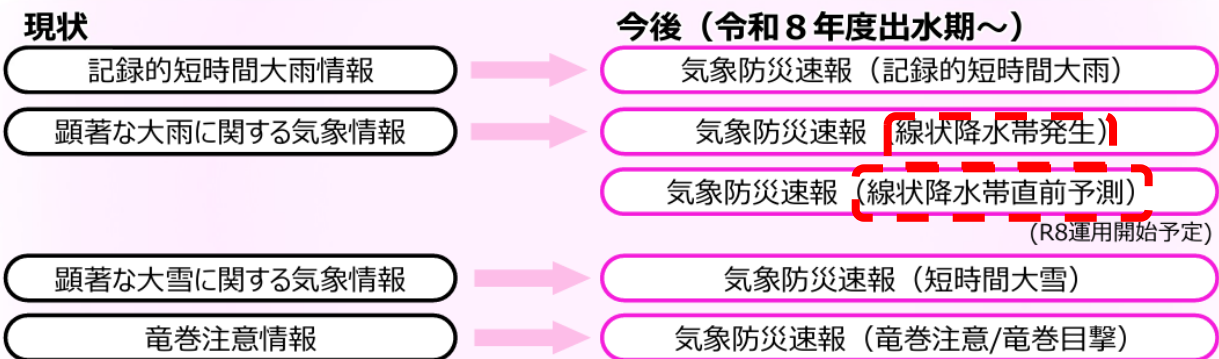 現状
今後（令和８年度出水期～）
記録的短時間大雨情報
気象防災速報（記録的短時間大雨）
顕著な大雨に関する気象情報
気象防災速報（線状降水帯発生）
気象防災速報（線状降水帯直前予測）
(R8運用開始予定)
顕著な大雪に関する気象情報
気象防災速報（短時間大雪）
竜巻注意情報
気象防災速報（竜巻注意/竜巻目撃）